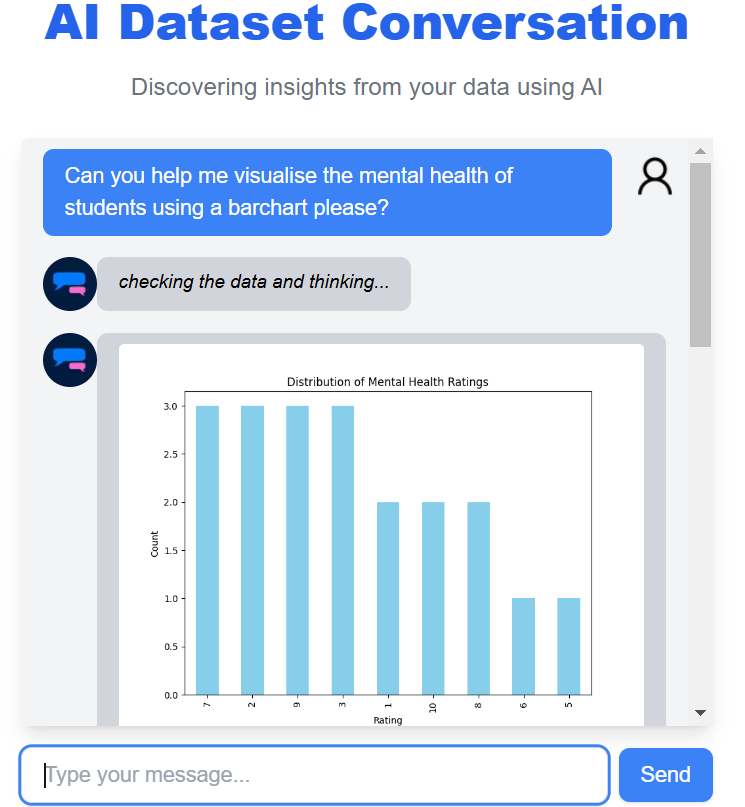 AI Dataset Conversation
Discovering insights from your data using AI
Can you help me visualise the mental health of
students using a barchart please?
checking the data and thinking...
Distribution of Mental Health Ratings
3.0
2.5
2.0
1.5
1.0
0.5
0.0
Count
7 2 9 3 1 10 8 6 5
Rating
Type your message...
Send